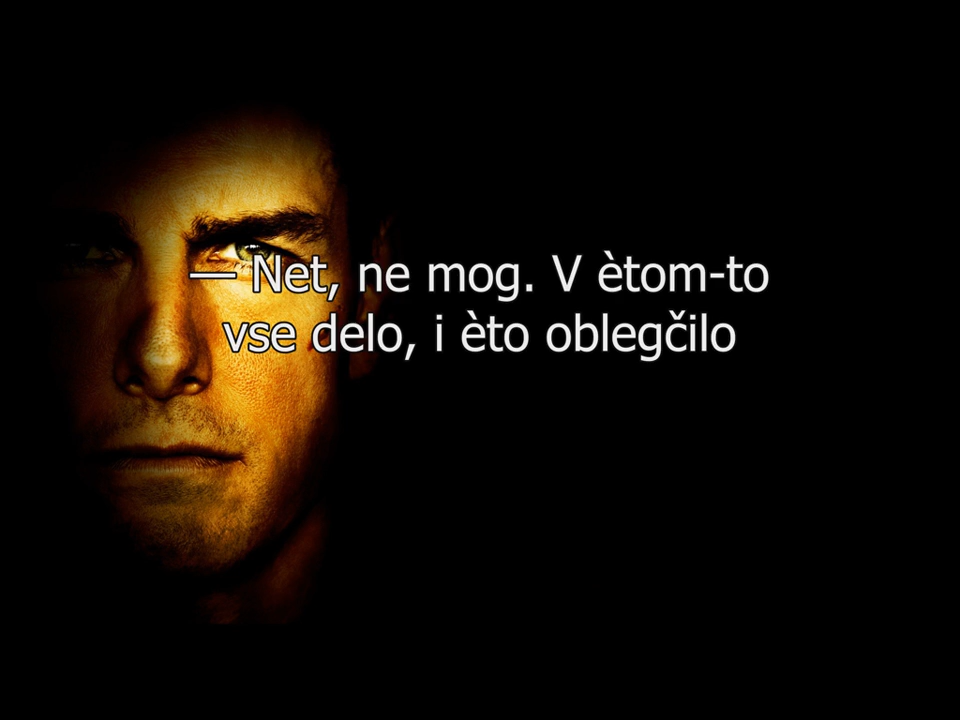 — Net, ne mog. V ètom-to
vse delo, i èto oblegčilo